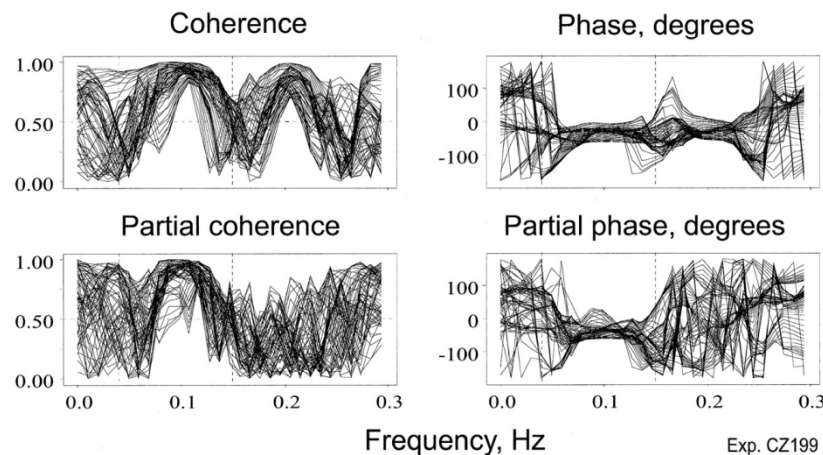 Coherence
Phase, degrees
1.00
0.50
0.00
100
0
-100
Partial coherence
Partial phase, degrees
1.00
0.50
0.00
100
0
-100
0.0 0.1 0.2 0.3
0.0 0.1 0.2 0.3
Frequency, Hz
Exp. CZ199